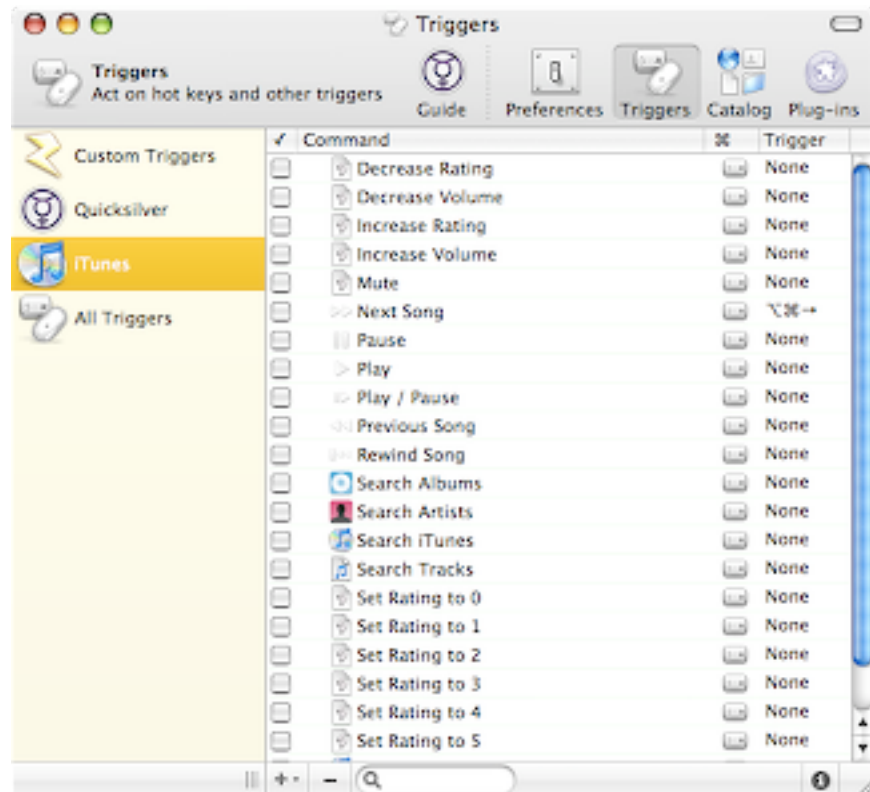 Triggers
Triggers
Act on hot keys and other triggers
Guide
Preferences
Triggers
Catalog
Plug-ins
Custom Triggers
Quicksilver
iTunes
All Triggers
✓ Command ⌘ Trigger
Decrease Rating None
Decrease Volume None
Increase Rating None
Increase Volume None
Mute None
Next Song ⌥⌘→
Pause None
Play None
Play / Pause None
Previous Song None
Rewind Song None
Search Albums None
Search Artists None
Search iTunes None
Search Tracks None
Set Rating to 0 None
Set Rating to 1 None
Set Rating to 2 None
Set Rating to 3 None
Set Rating to 4 None
Set Rating to 5 None